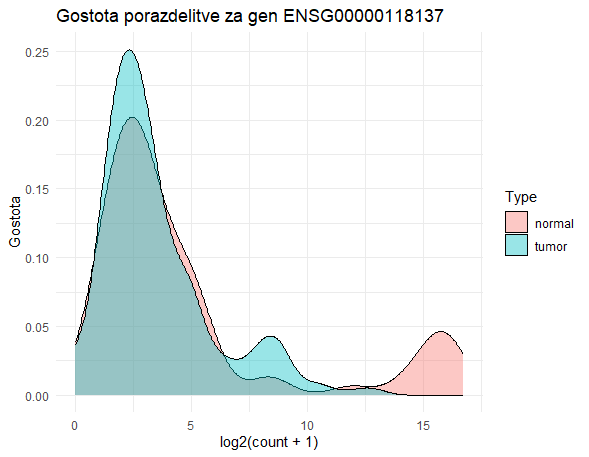 Gostota porazdelitve za gen ENSG00000118137
0.25
0.20
0.15
0.10
0.05
0.00
Gostota
0
5
10
15
log2(count + 1)
Type
normal
tumor